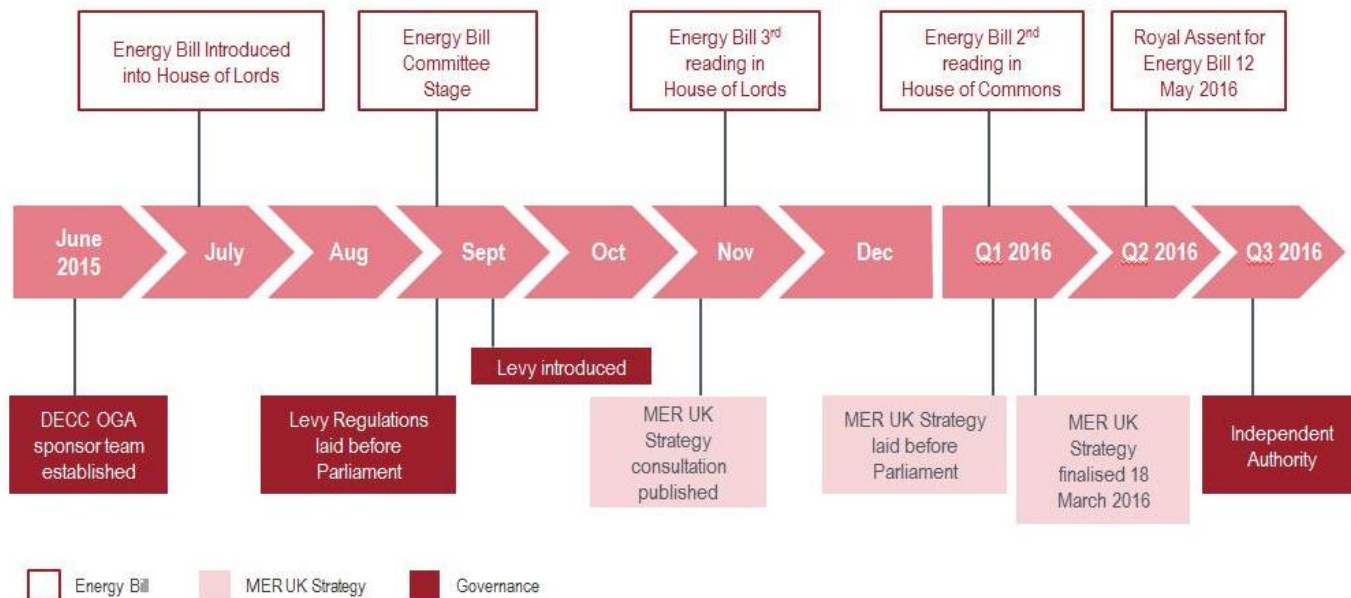 Energy Bill Introduced
into House of Lords
Energy Bill
Committee
Stage
Energy Bill 3rd
reading in
House of Lords
Energy Bill 2nd
reading in
House of Commons
Royal Assent for
Energy Bill 12
May 2016
June
2015
July
Aug
Sept
Oct
Nov
Dec
Q1 2016
Q2 2016
Q3 2016
Levy introduced
DECC OGA
sponsor team
established
Levy Regulations
laid before
Parliament
MER UK
Strategy
consultation
published
MER UK Strategy
laid before
Parliament
MER UK
Strategy
finalised 18
March 2016
Independent
Authority
Energy Bill
MER UK Strategy
Governance